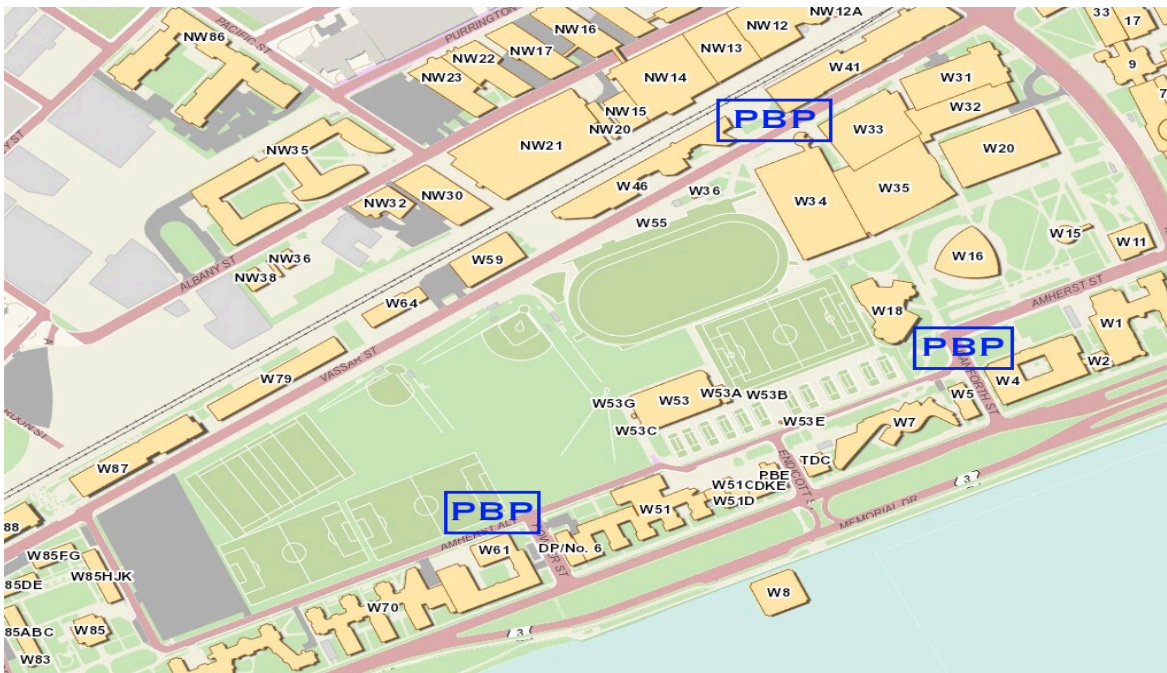 PACIFIC ST
NW86
PURRINGTON
NW16
NW12A
NW12
33
17
NW17
NW13
NW22
9
NW23
NW14
W41
W31
7
W32
NW15
PBP
NW20
W33
NW21
W20
NW35
W46
W36
W35
NW30
NW32
W34
W55
W15
W11
W16
NW36
W59
ALBANY ST
NW38
AMHERST ST
W64
W18
W1
PBP
VASSAR ST
W4
W2
W79
W53A
W53B
W5
W53G
W53
W53E
W7
W53C
TDC
W87
PBE
W51C
DKE
W51D
3
ENDICOTT S
MEMORIAL DR
PBP
W51
88
AMHERST ALY
W85FG
W61
DP/No. 6
W85HJK
85DE
W8
W70
85ABC
W85
3
W83